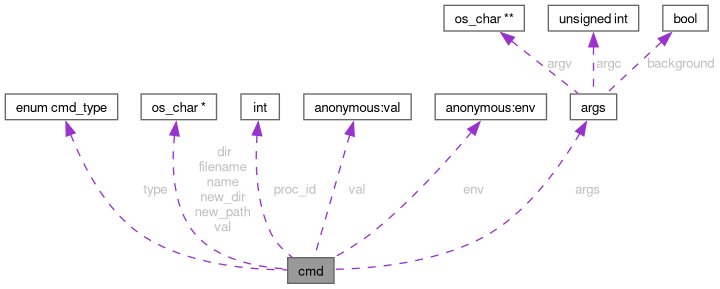 os_char **
unsigned int
bool
argv
argc
background
enum cmd_type
os_char *
int
anonymous:val
anonymous:env
args
type
dir
filename
name
new_dir
new_path
val
proc_id
val
env
args
cmd